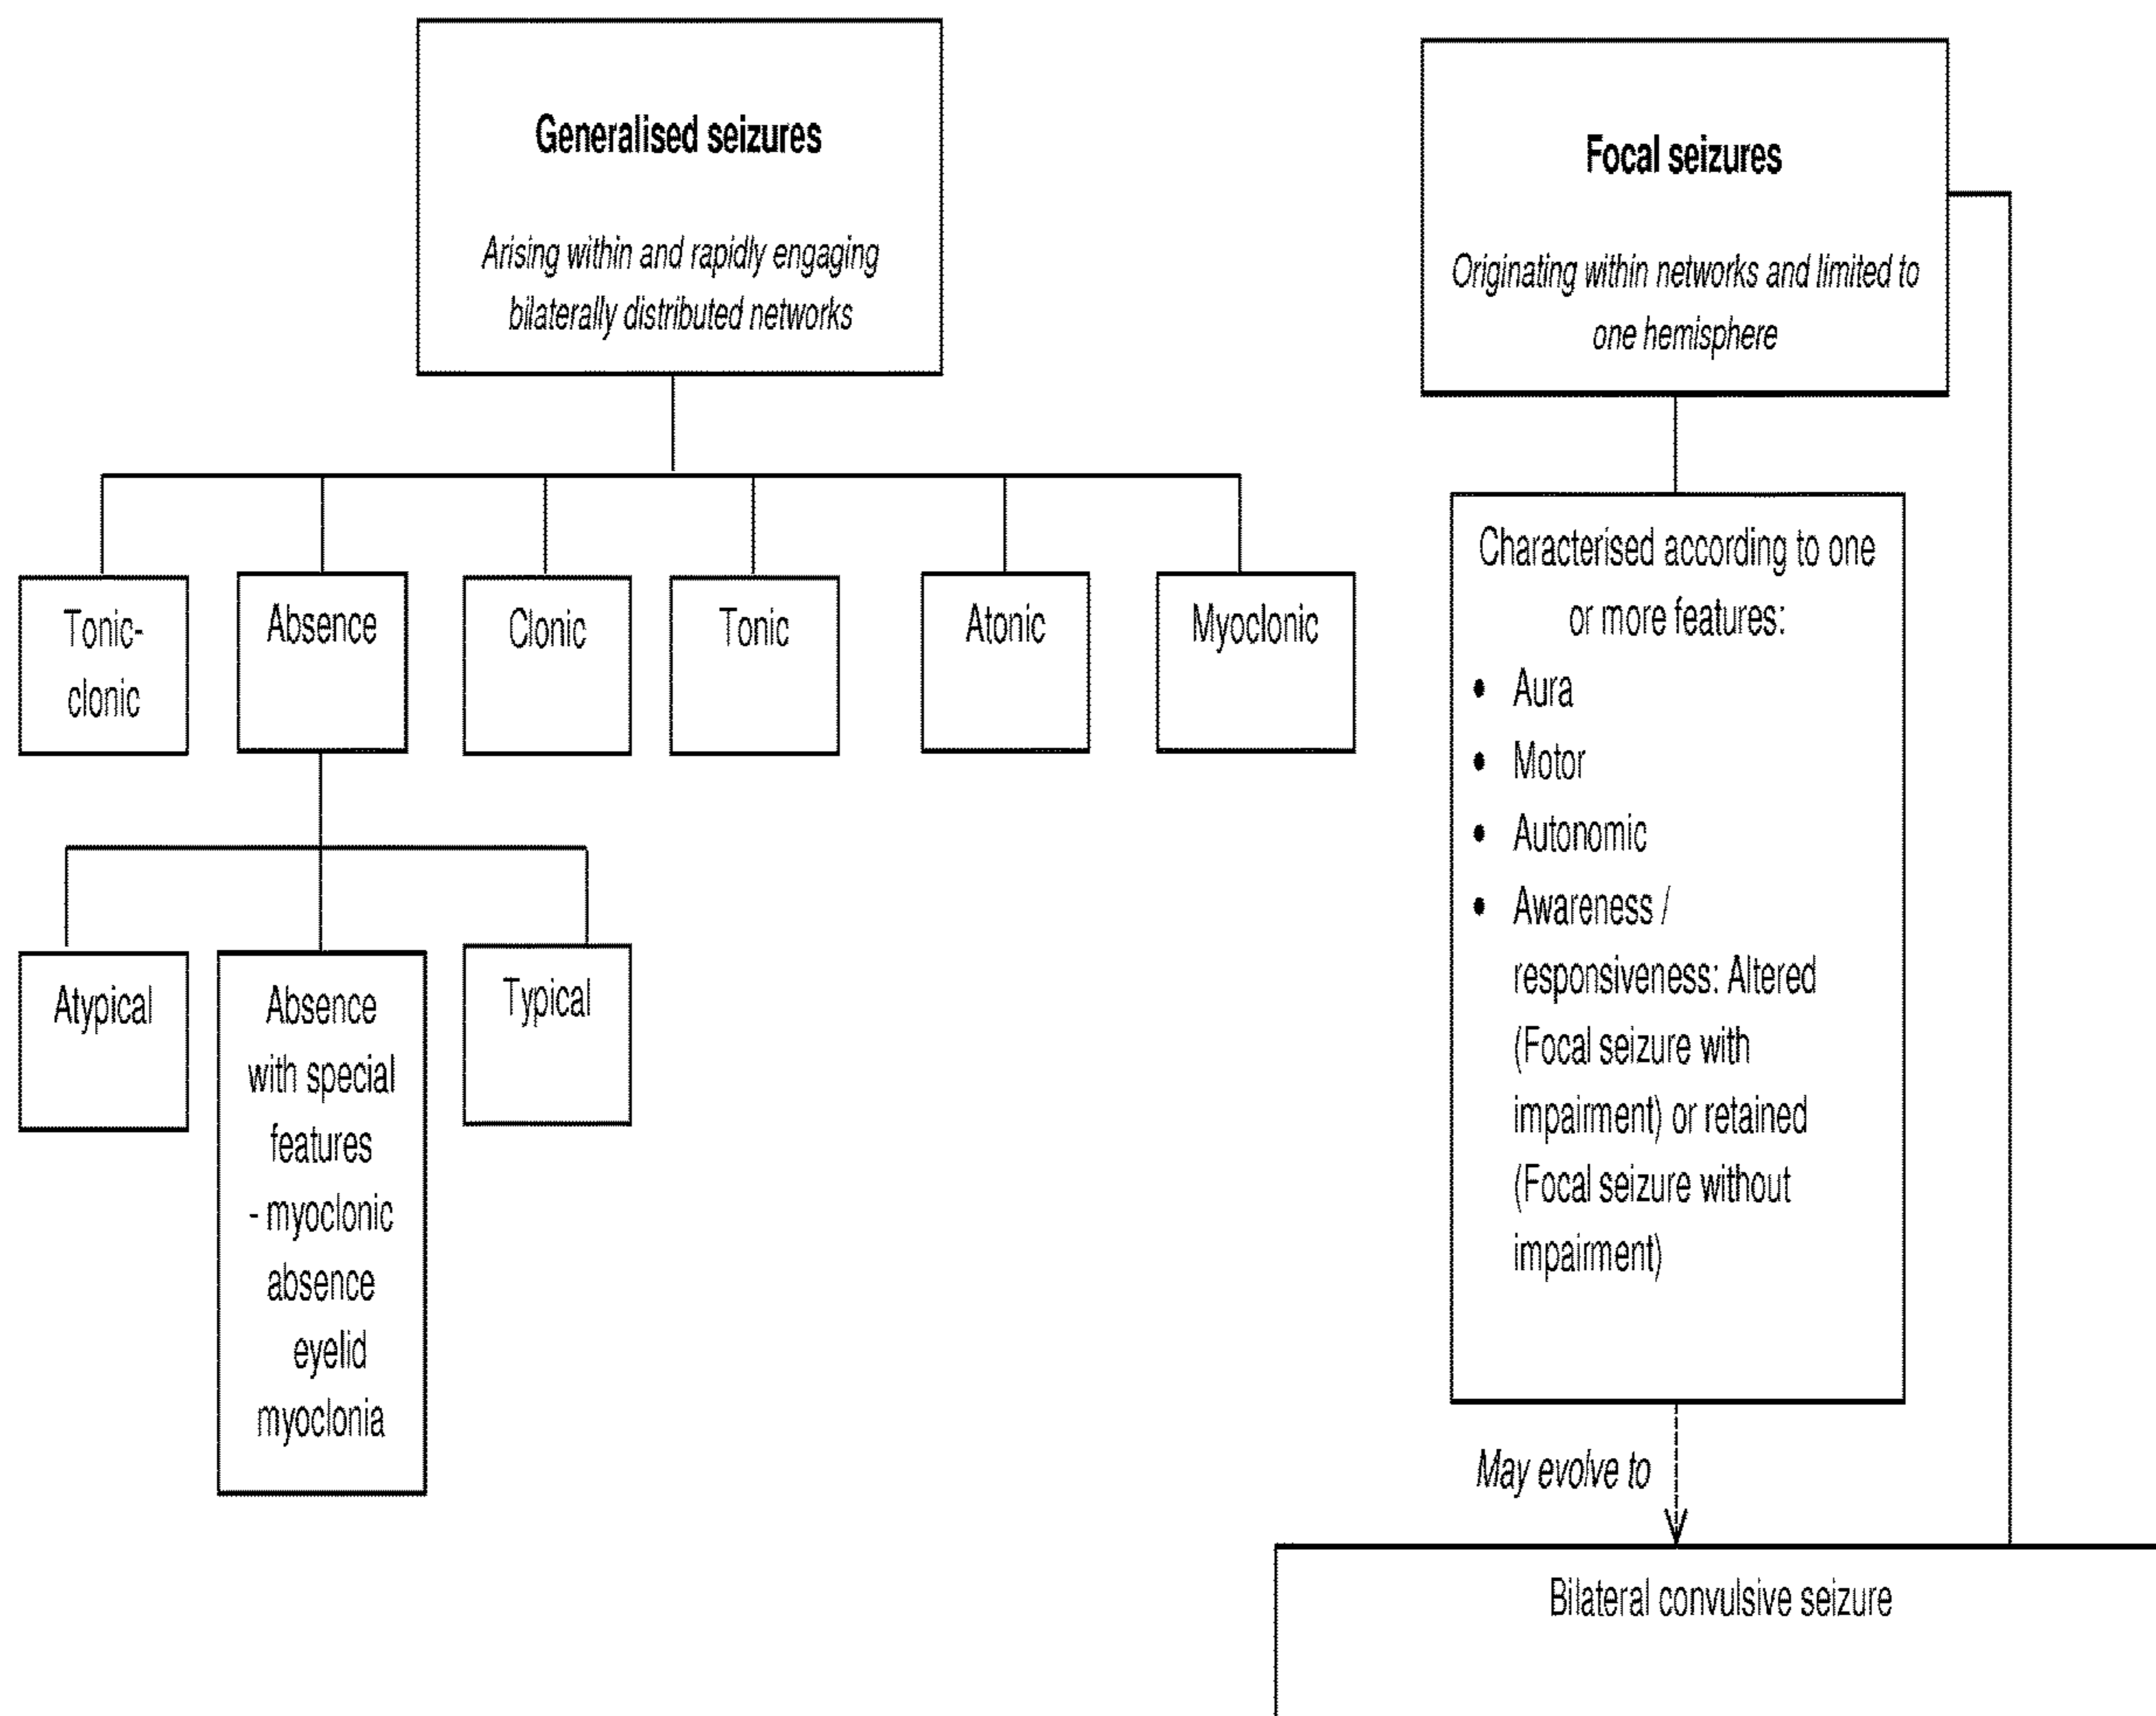 Generalised seizures
Arising within and rapidly engaging
bilaterally distributed networks
Tonic-
clonic
Absence
Clonic
Tonic
Atonic
Myoclonic
Atypical
Absence
with special
features
- myoclonic
absence
eyelid
myoclonia
Typical
Focal seizures
Originating within networks and limited to
one hemisphere
Characterised according to one
or more features:
• Aura
• Motor
• Autonomic
• Awareness /
responsiveness: Altered
(Focal seizure with
impairment) or retained
(Focal seizure without
impairment)
May evolve to
Bilateral convulsive seizure